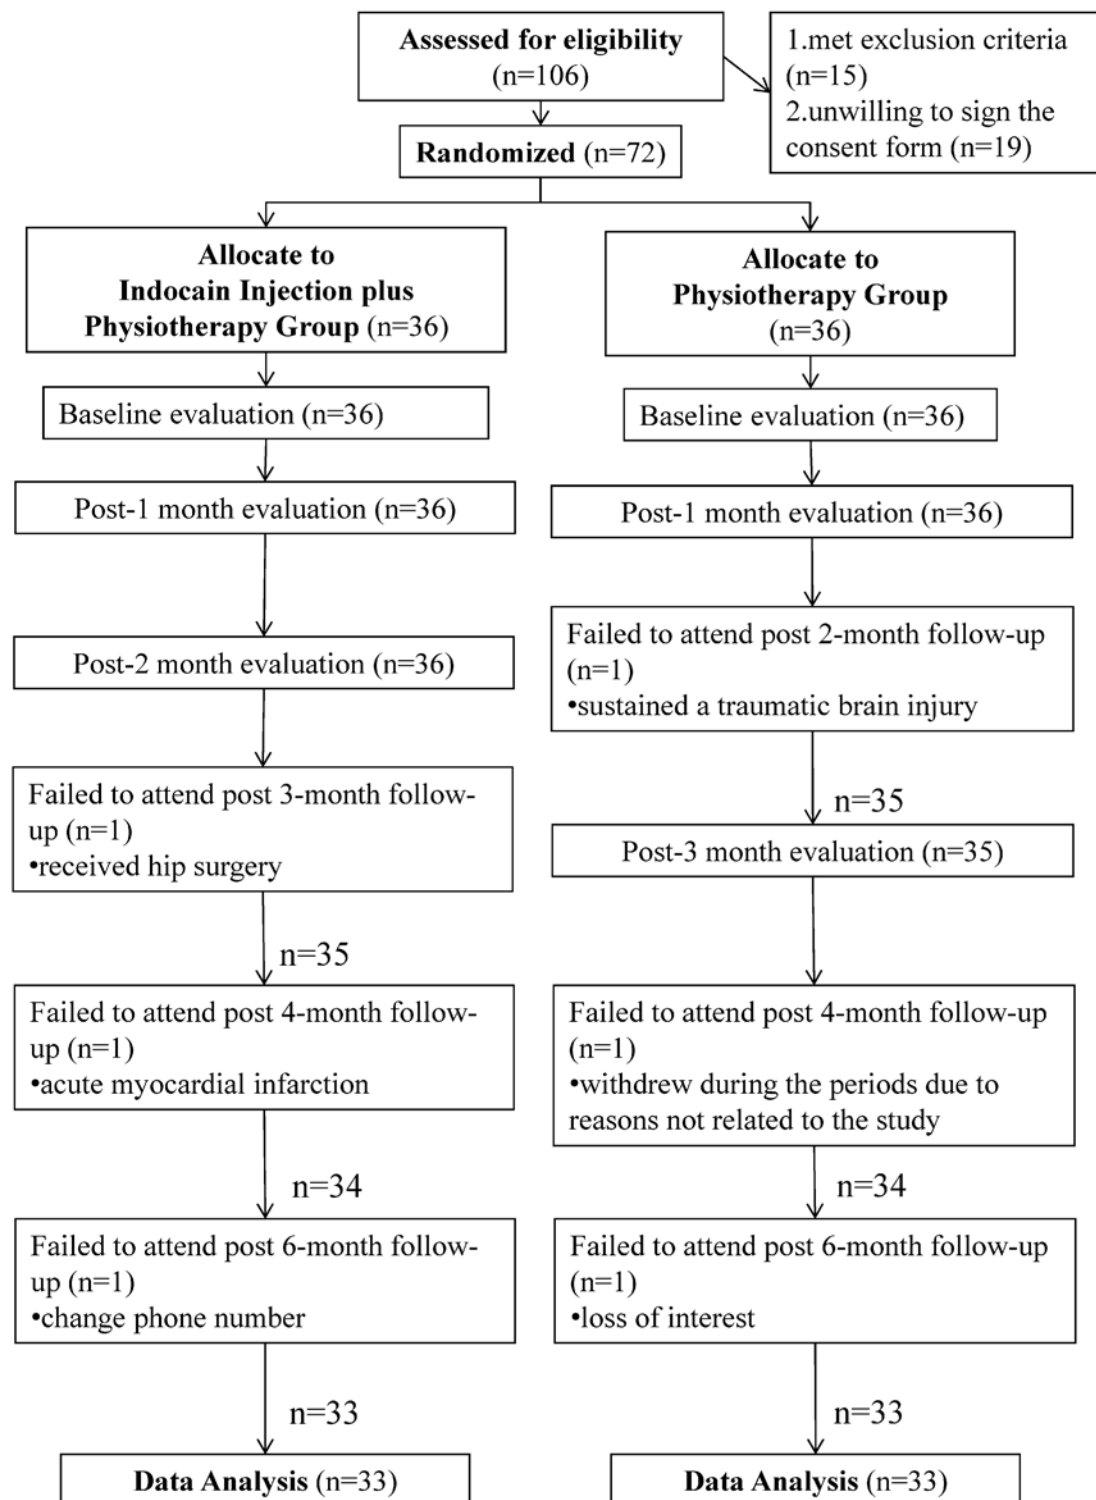 Assessed for eligibility
(n=106)
1.met exclusion criteria
(n=15)
2.unwilling to sign the
consent form (n=19)
Randomized (n=72)
Allocate to
Indocain Injection plus
Physiotherapy Group (n=36)
Allocate to
Physiotherapy Group
(n=36)
Baseline evaluation (n=36)
Baseline evaluation (n=36)
Post-1 month evaluation (n=36)
Post-1 month evaluation (n=36)
Post-2 month evaluation (n=36)
Failed to attend post 2-month follow-up
(n=1)
•sustained a traumatic brain injury
Failed to attend post 3-month follow-
up (n=1)
•received hip surgery
n=35
Post-3 month evaluation (n=35)
n=35
Failed to attend post 4-month follow-
up (n=1)
•acute myocardial infarction
Failed to attend post 4-month follow-up
(n=1)
•withdrew during the periods due to
reasons not related to the study
n=34
n=34
Failed to attend post 6-month follow-
up (n=1)
•change phone number
Failed to attend post 6-month follow-up
(n=1)
•loss of interest
n=33
n=33
Data Analysis (n=33)
Data Analysis (n=33)